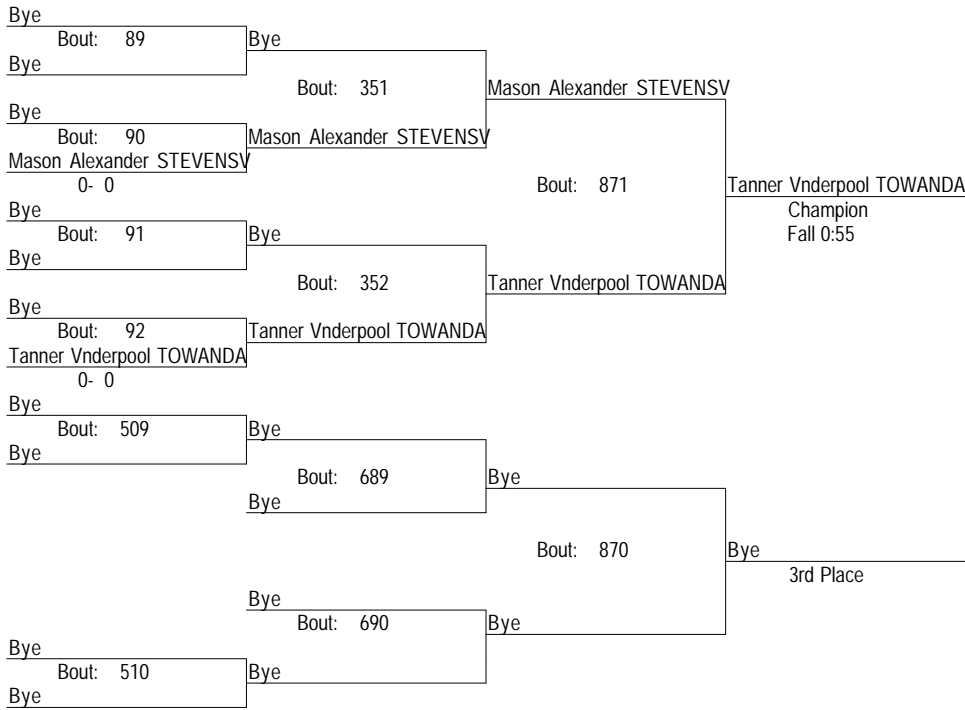 Bye
Bout: 89 Bye
Bye
Bout: 351 Mason Alexander STEVENSV
Bye
Bout: 90 Mason Alexander STEVENSV
Mason Alexander STEVENSV
0- 0 Bout: 871 Tanner Vnderpool TOWANDA
Bye Champion
Bout: 91 Bye Fall 0:55
Bye
Bout: 352 Tanner Vnderpool TOWANDA
Bye
Bout: 92 Tanner Vnderpool TOWANDA
Tanner Vnderpool TOWANDA
0- 0
Bye
Bout: 509 Bye
Bye
Bout: 689 Bye
Bye
Bout: 870 Bye
3rd Place
Bye
Bout: 690 Bye
Bye
Bout: 510 Bye
Bye